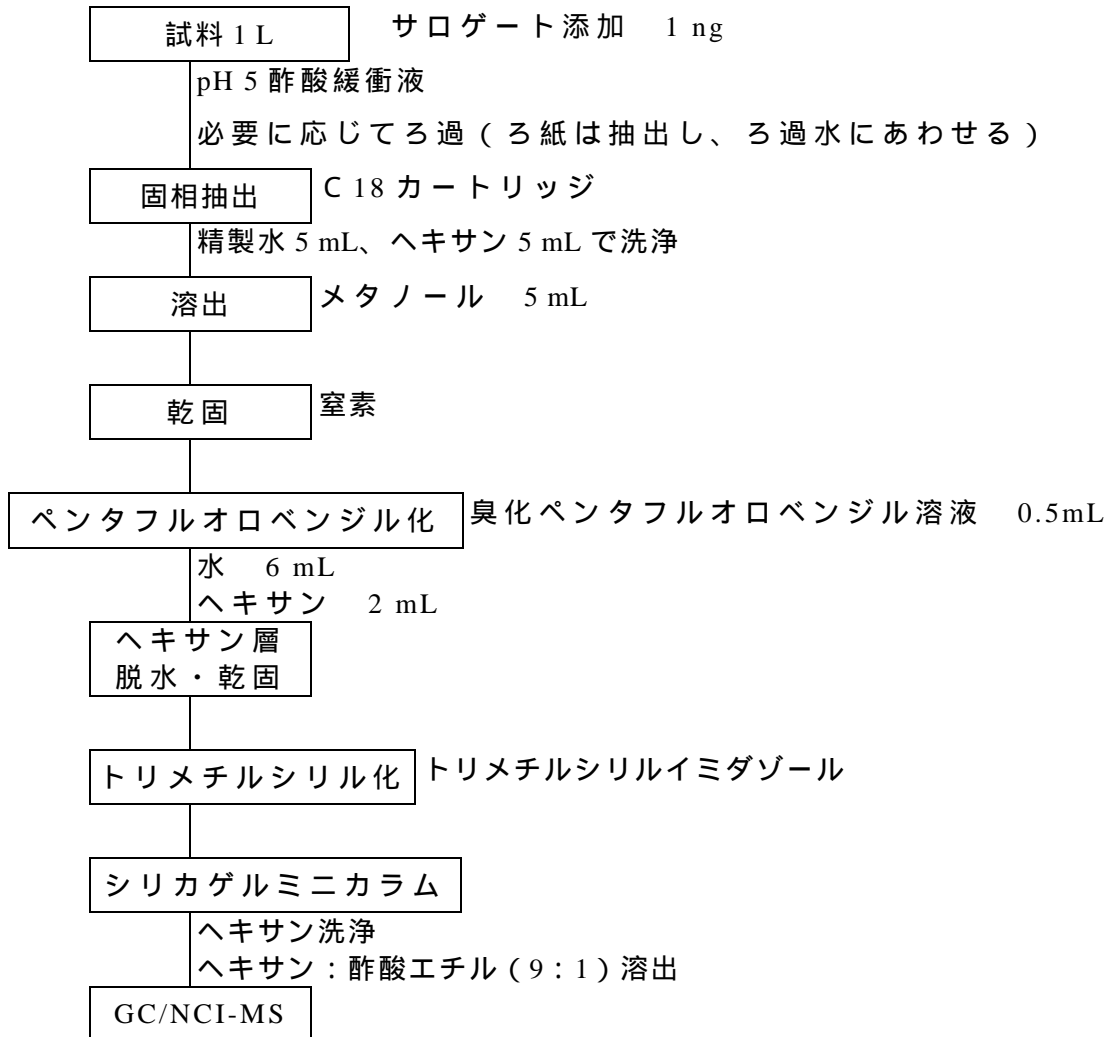 試料 1 L　サロゲート添加　1 ng
pH 5 酢酸緩衝液
必要に応じてろ過（ろ紙は抽出し、ろ過水にあわせる）
固相抽出　C 18 カートリッジ
精製水 5 mL、ヘキサン 5 mL で洗浄
溶出　メタノール　5 mL
乾固　窒素
ペンタフルオロベンジル化　臭化ペンタフルオロベンジル溶液　0.5mL
水　6 mL
ヘキサン　2 mL
ヘキサン層
脱水・乾固
トリメチルシリル化　トリメチルシリルイミダゾール
シリカゲルミニカラム
ヘキサン洗浄
ヘキサン：酢酸エチル（9：1）溶出
GC/NCI-MS